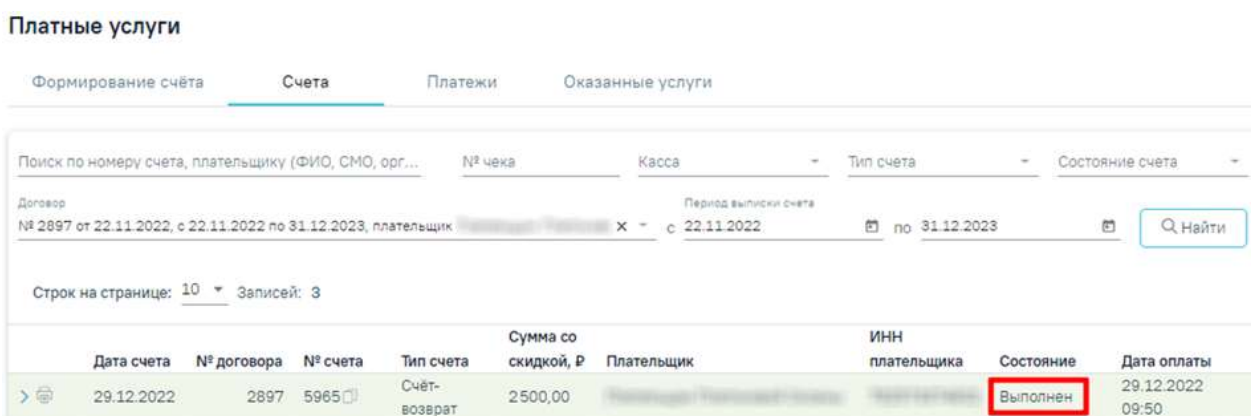 Платные услуги
Формирование счёта Счета Платежи Оказанные услуги
Поиск по номеру счета, плательщику (ФИО, СМО, орг... № чека Касса Тип счета Состояние счета
Договор Период выписки счета
№ 2897 от 22.11.2022, с 22.11.2022 по 31.12.2023, плательщик с 22.11.2022 по 31.12.2023 Найти
Строк на странице: 10 Записей: 3
Сумма со ИНН
Дата счета № договора № счета Тип счета скидкой, ₽ Плательщик плательщика Состояние Дата оплаты
29.12.2022 2897 5965 Счёт- 2500,00 Выполнен 29.12.2022
возврат 09:50